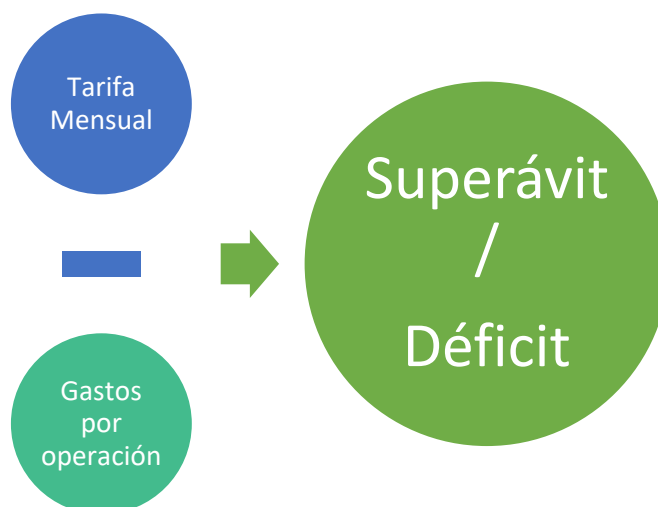 Tarifa
Mensual
Gastos
por
operación
Superávit
/
Déficit